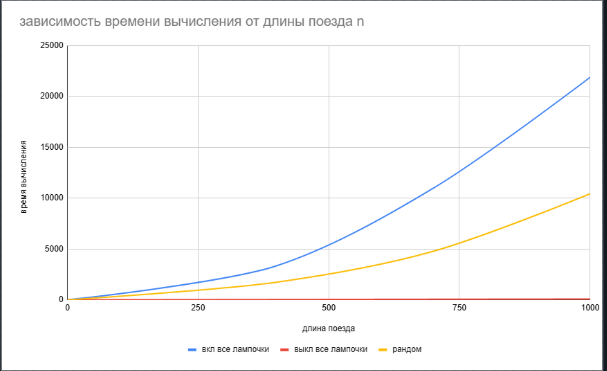 зависимость времени вычисления от длины поезда n
25000
20000
15000
10000
5000
0
время вычисления
0 250 500 750 1000
длина поезда
вкл все лампочки выкл все лампочки рандом